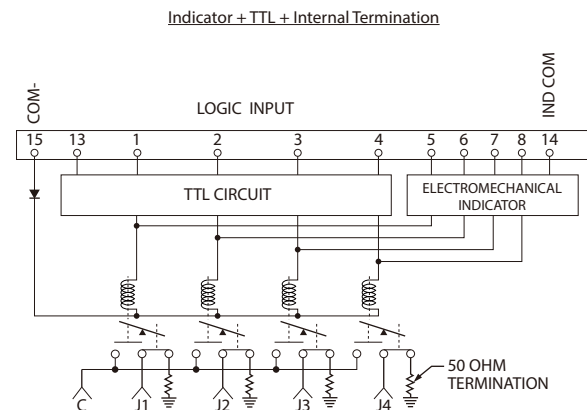 Indicator + TTL + Internal Termination
COM-
LOGIC INPUT
IND COM
15 13 1 2 3 4 5 6 7 8 14
TTL CIRCUIT
ELECTROMECHANICAL
INDICATOR
50 OHM
TERMINATION
C J1 J2 J3 J4